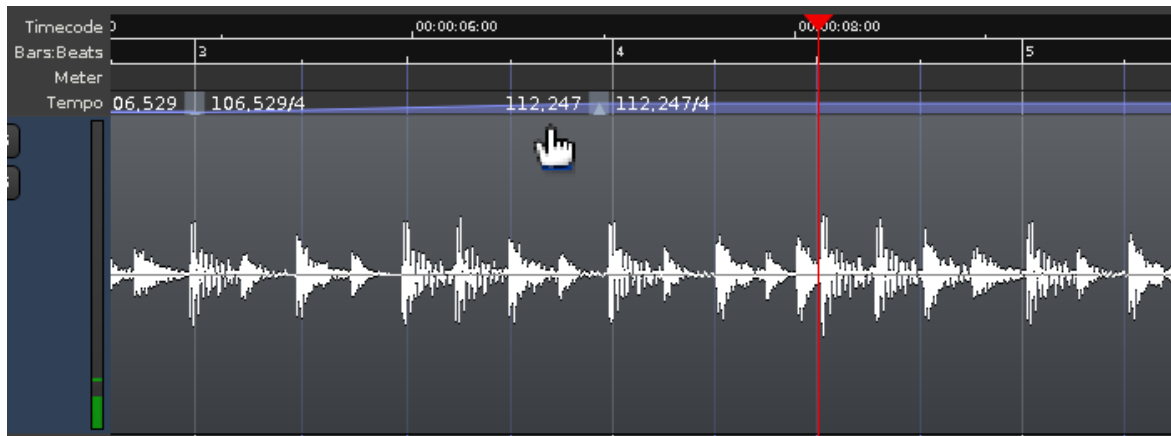 Timecode 00:00:06:00 00:00:08:00
Bars:Beats 3 4 5
Meter
Tempo 06,529 106,529/4 112,247 112,247/4